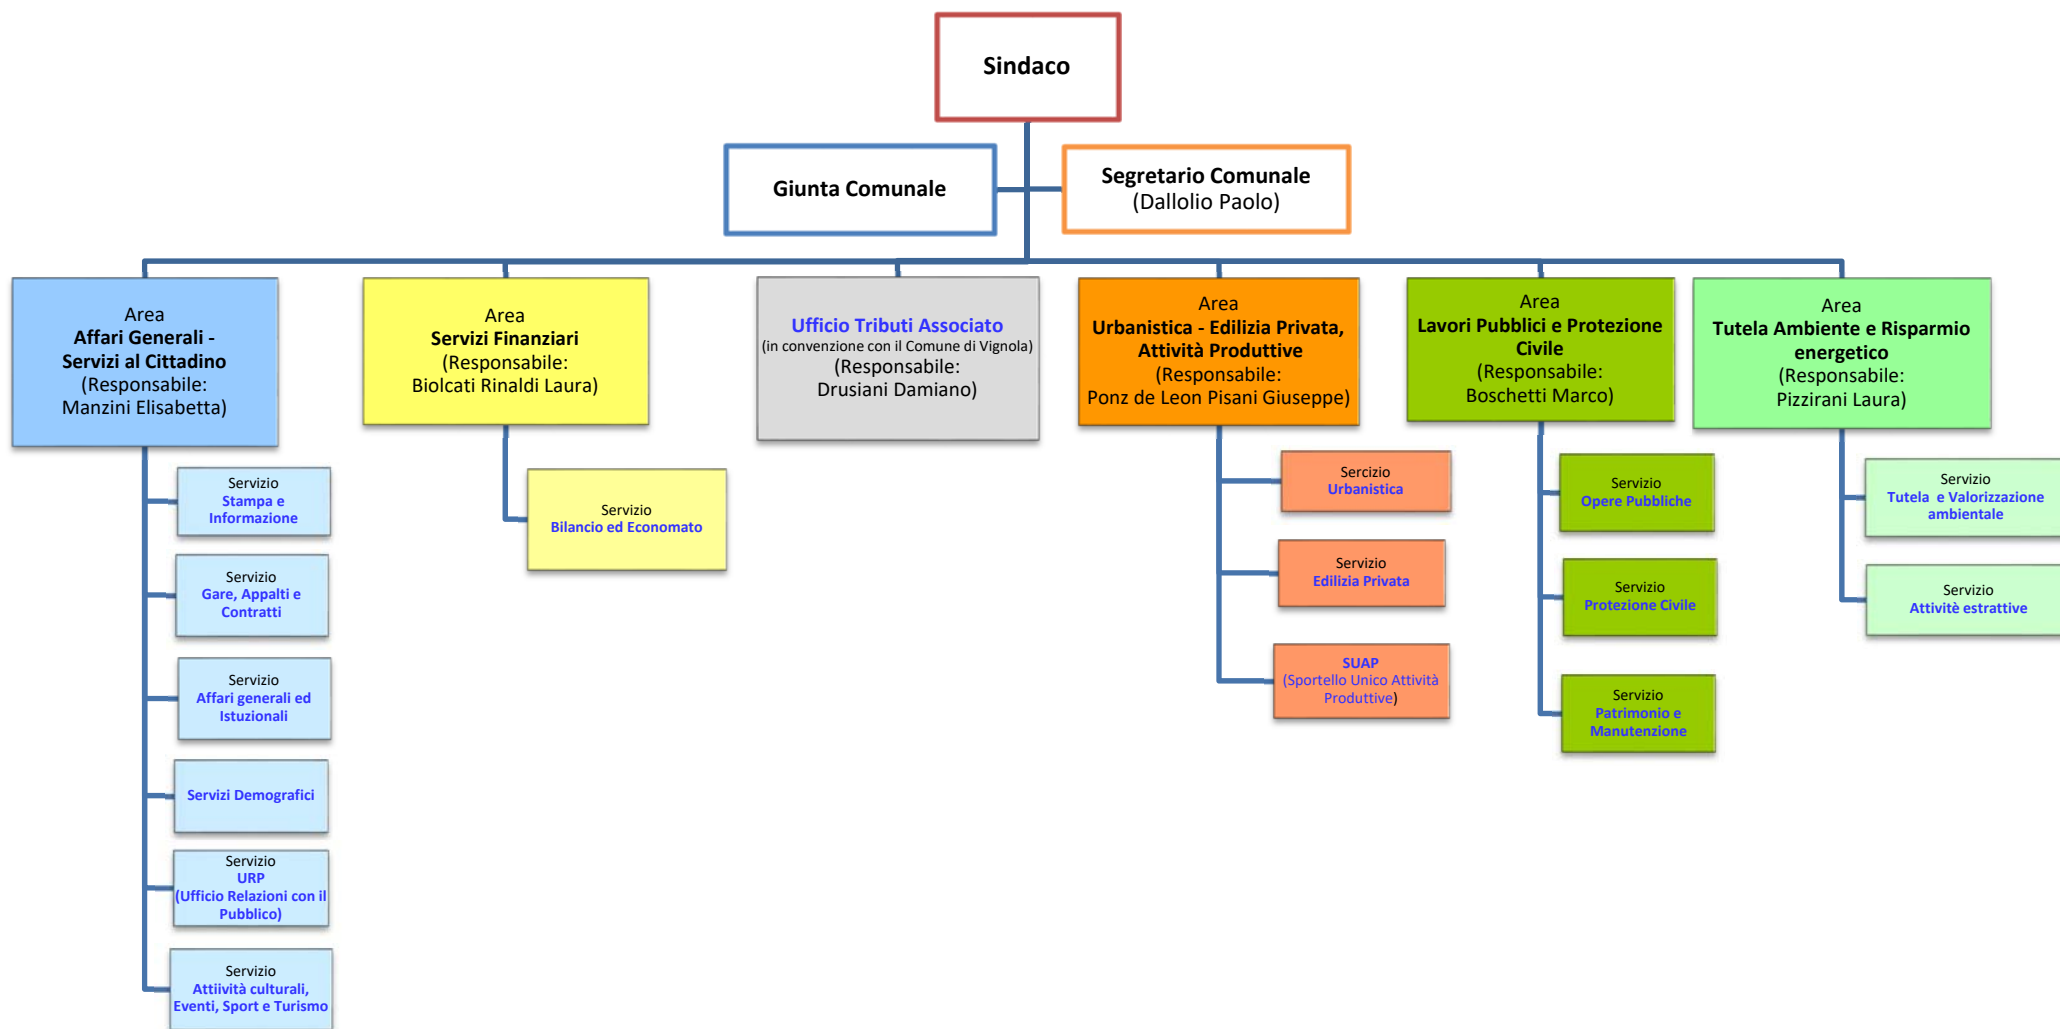 Sindaco
Giunta Comunale
Segretario Comunale
(Dallolio Paolo)
Area
Affari Generali -
Servizi al Cittadino
(Responsabile:
Manzini Elisabetta)
Area
Servizi Finanziari
(Responsabile:
Biolcati Rinaldi Laura)
Ufficio Tributi Associato
(in convenzione con il Comune di Vignola)
(Responsabile:
Drusiani Damiano)
Area
Urbanistica - Edilizia Privata,
Attività Produttive
(Responsabile:
Ponz de Leon Pisani Giuseppe)
Area
Lavori Pubblici e Protezione
Civile
(Responsabile:
Boschetti Marco)
Area
Tutela Ambiente e Risparmio
energetico
(Responsabile:
Pizzirani Laura)
Servizio
Stampa e
Informazione
Servizio
Gare, Appalti e
Contratti
Servizio
Affari generali ed
Istuzionali
Servizi Demografici
Servizio
URP
(Ufficio Relazioni con il
Pubblico)
Servizio
Attiività culturali,
Eventi, Sport e Turismo
Servizio
Bilancio ed Economato
Sercizio
Urbanistica
Servizio
Edilizia Privata
SUAP
(Sportello Unico Attività
Produttive)
Servizio
Opere Pubbliche
Servizio
Protezione Civile
Servizio
Patrimonio e
Manutenzione
Servizio
Tutela  e Valorizzazione
ambientale
Servizio
Attivitè estrattive